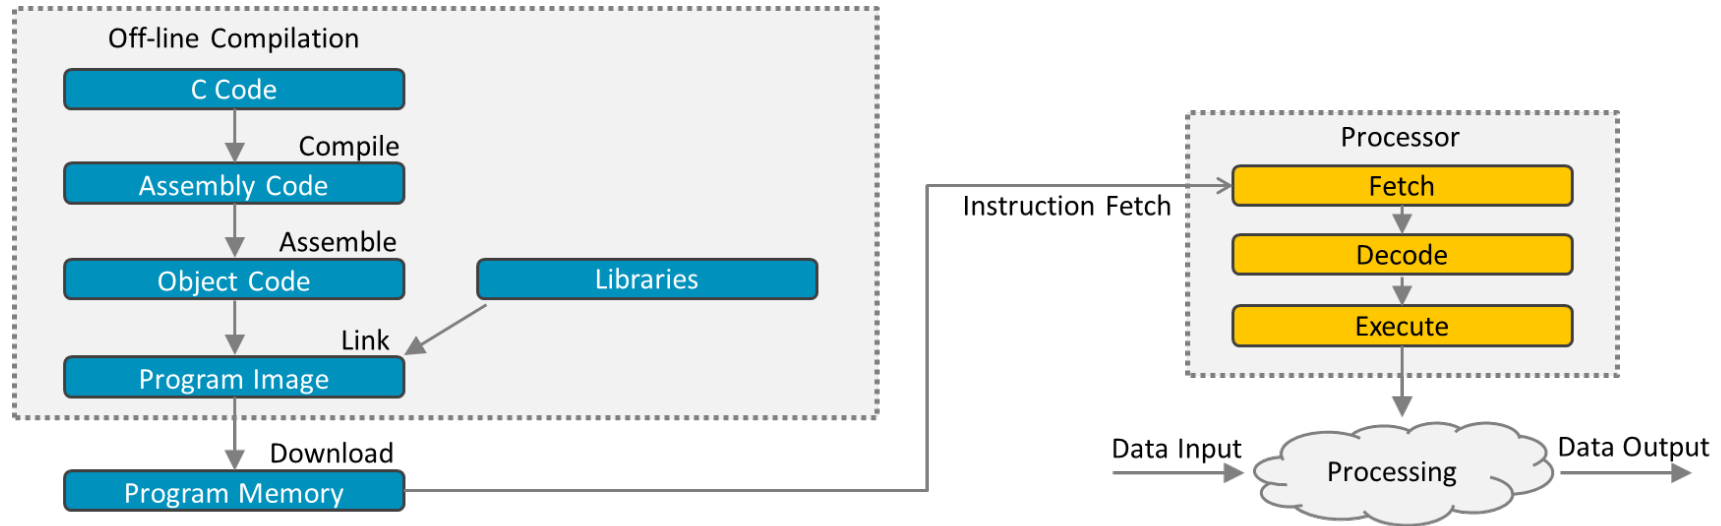 Off-line Compilation
C Code
Compile
Assembly Code
Assemble
Object Code
Libraries
Link
Program Image
Download
Program Memory
Instruction Fetch
Processor
Fetch
Decode
Execute
Data Input
Processing
Data Output